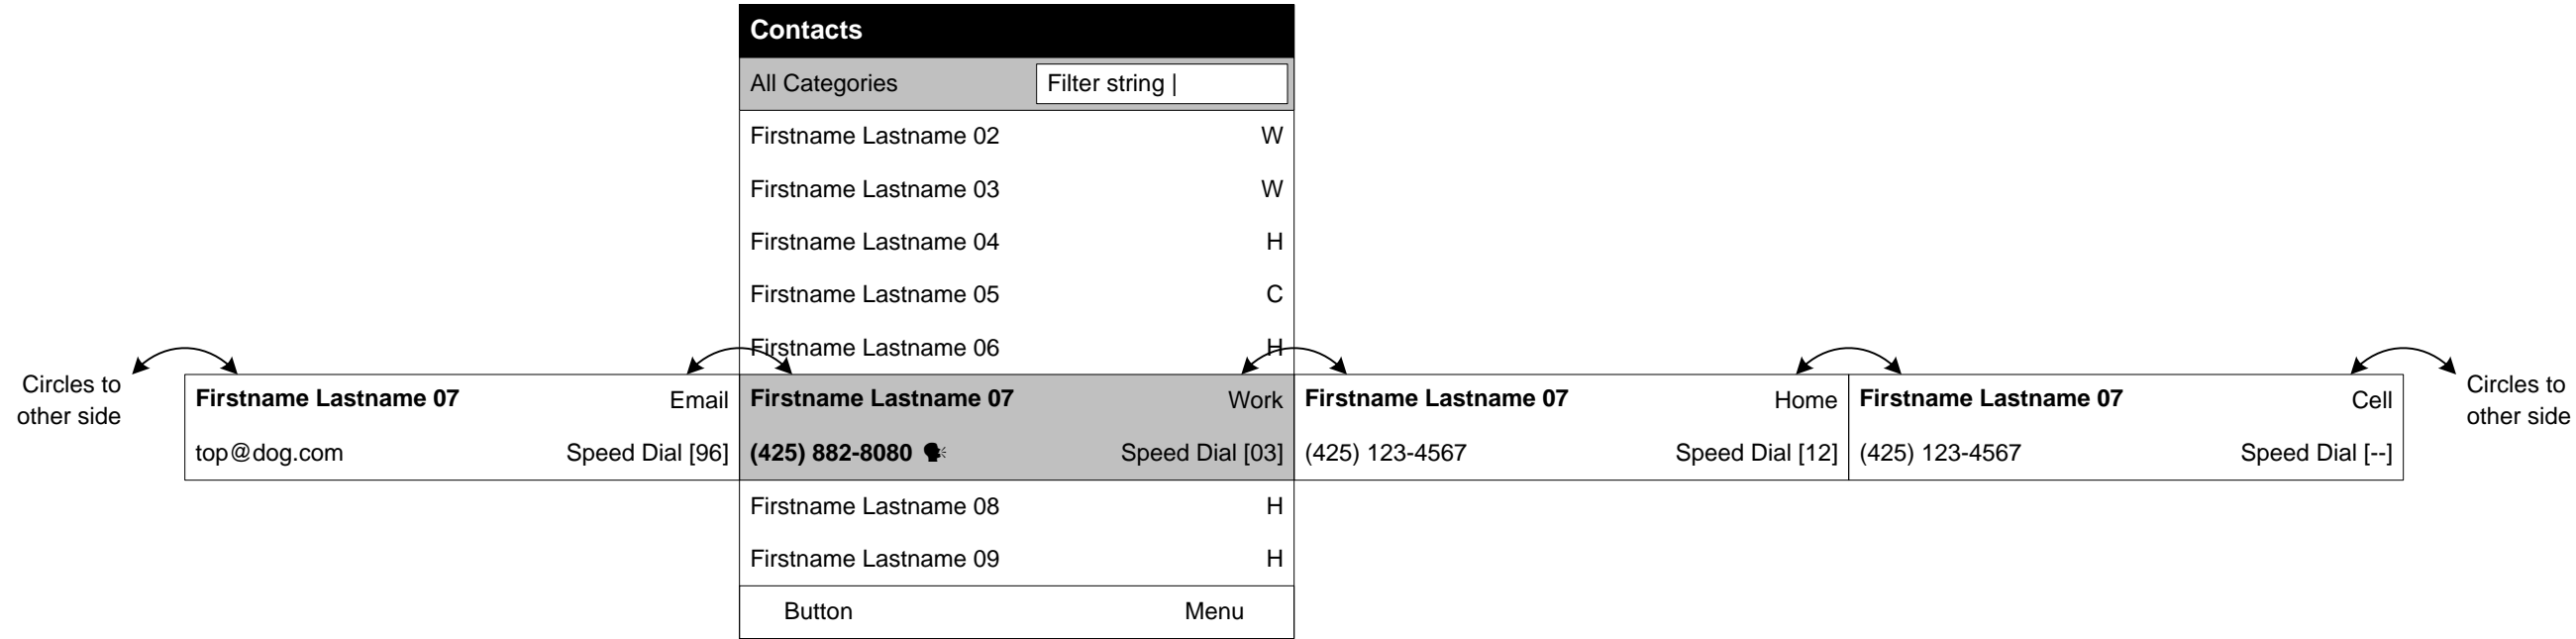 Contacts
All Categories Filter string |
Firstname Lastname 02 W
Firstname Lastname 03 W
Firstname Lastname 04 H
Firstname Lastname 05 C
Firstname Lastname 06 H
Circles to
other side
Firstname Lastname 07 Email
top@dog.com Speed Dial [96]
Firstname Lastname 07 Work
(425) 882-8080 Speed Dial [03]
Firstname Lastname 07 Home
(425) 123-4567 Speed Dial [12]
Firstname Lastname 07 Cell
(425) 123-4567 Speed Dial [--]
Circles to
other side
Firstname Lastname 08 H
Firstname Lastname 09 H
Button Menu